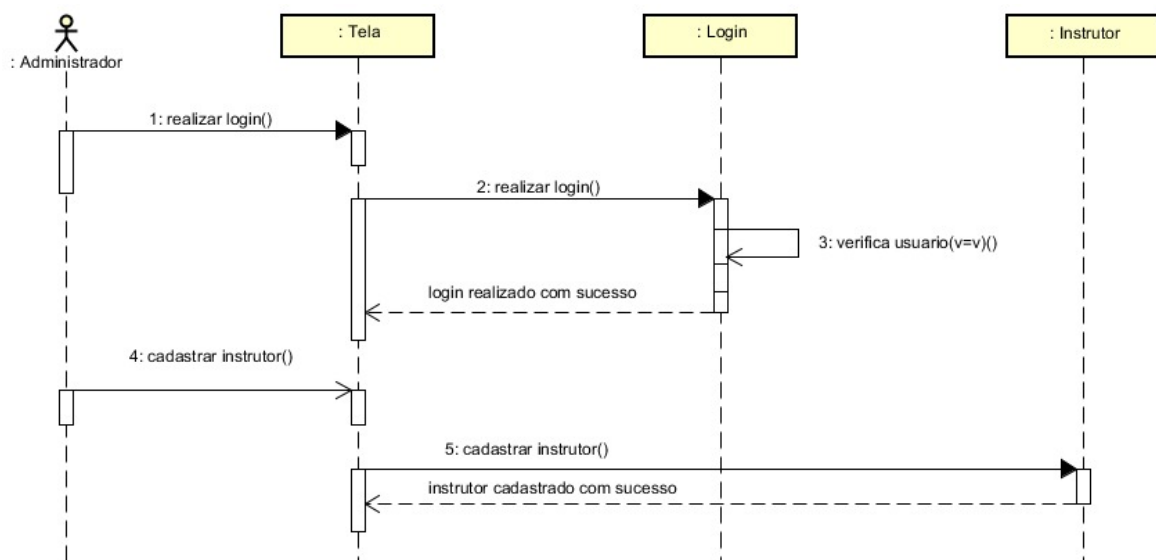 : Administrador
: Tela
: Login
: Instrutor
1: realizar login()
2: realizar login()
3: verifica usuario(v=v)()
login realizado com sucesso
4: cadastrar instrutor()
5: cadastrar instrutor()
instrutor cadastrado com sucesso